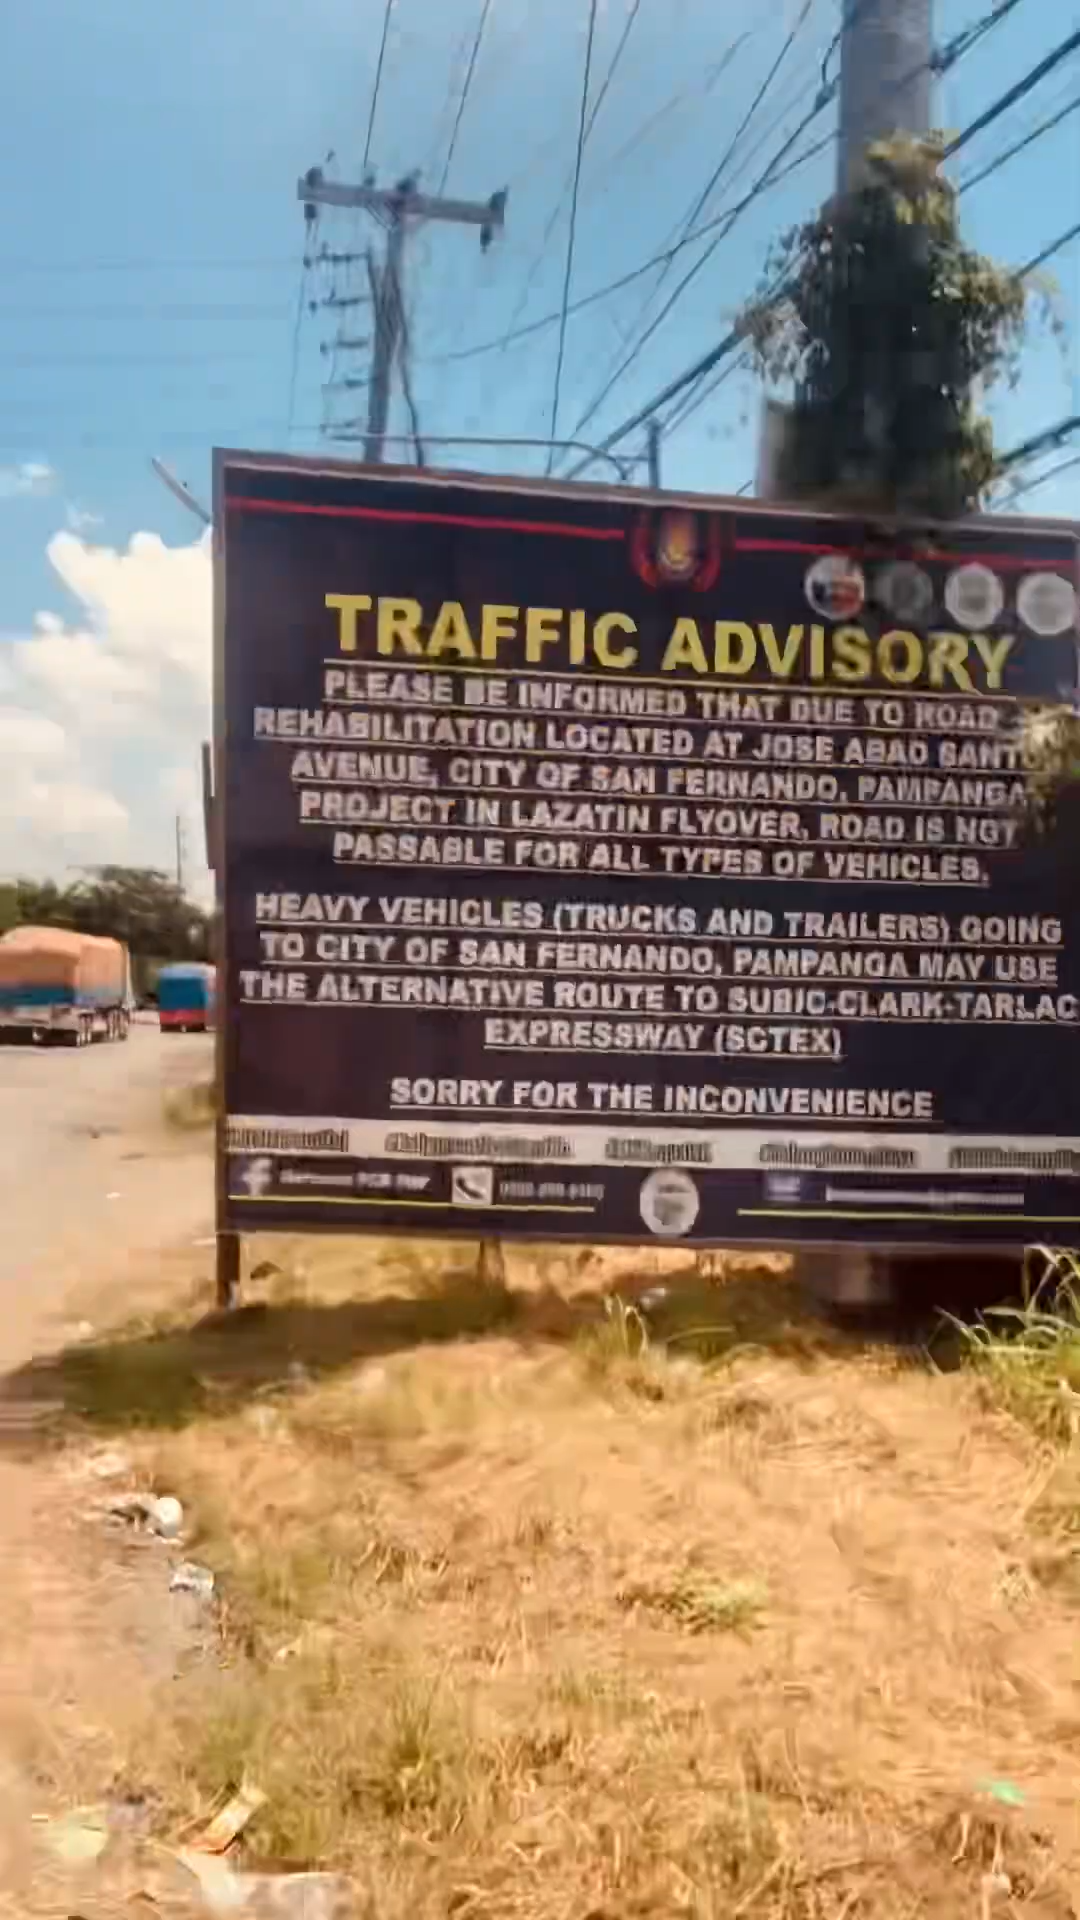 TRAFFIC ADVISORY
PLEASE BE INFORMED THAT DUE TO ROAD
REHABILITATION LOCATED AT JOSE ABAD SANTO
AVENUE, CITY OF SAN FERNANDO, PAMPANGA
PROJECT IN LAZATIN FLYOVER, ROAD IS NOT
PASSABLE FOR ALL TYPES OF VEHICLES.
HEAVY VEHICLES (TRUCKS AND TRAILERS) GOING
TO CITY OF SAN FERNANDO, PAMPANGA MAY USE
THE ALTERNATIVE ROUTE TO SUBIC-CLARK-TARLAC
EXPRESSWAY (SCTEX)
SORRY FOR THE INCONVENIENCE